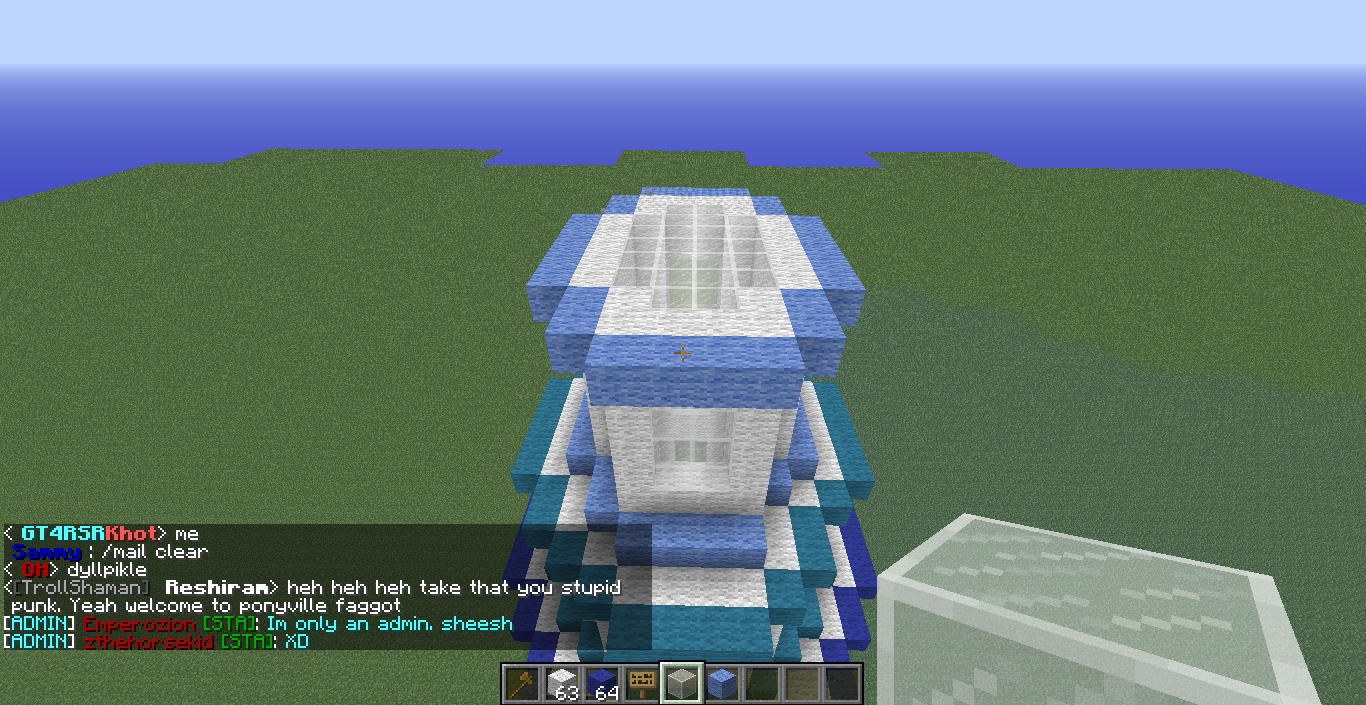 < GT4R5RKhot> me
Sammy : /mail clear
< OM> dyllpikle
<[TrollShaman] Reshiram> heh heh heh take that you stupid
punk. Yeah welcome to ponyville faggot
[ADMIN] Emperozion [STA]: Im only an admin. sheesh
[ADMIN] zthehorsekid [STA]: XD
63 64